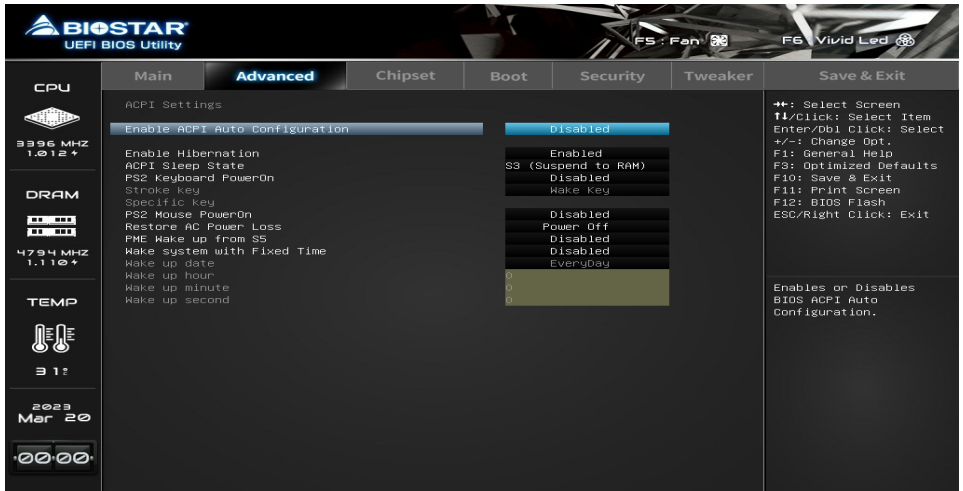 BIOSTAR
UEFI BIOS Utility
F5 : Fan
F6 Vivid Led
Main Advanced Chipset Boot Security Tweaker Save & Exit
CPU
3396 MHZ
1.012
DRAM
4794 MHZ
1.110
TEMP
31
2023
Mar 20
00:00
ACPI Settings
Enable ACPI Auto Configuration Disabled
Enable Hibernation Enabled
ACPI Sleep State S3 (Suspend to RAM)
PS2 Keyboard PowerOn Disabled
Stroke key Wake Key
Specific key
PS2 Mouse PowerOn Disabled
Restore AC Power Loss Power Off
PME Wake up from S5 Disabled
Wake system with Fixed Time Disabled
Wake up date EveryDay
Wake up hour 0
Wake up minute 0
Wake up second 0
→←: Select Screen
↑↓/Click: Select Item
Enter/Dbl Click: Select
+/-: Change Opt.
F1: General Help
F3: Optimized Defaults
F10: Save & Exit
F11: Print Screen
F12: BIOS Flash
ESC/Right Click: Exit
Enables or Disables
BIOS ACPI Auto
Configuration.